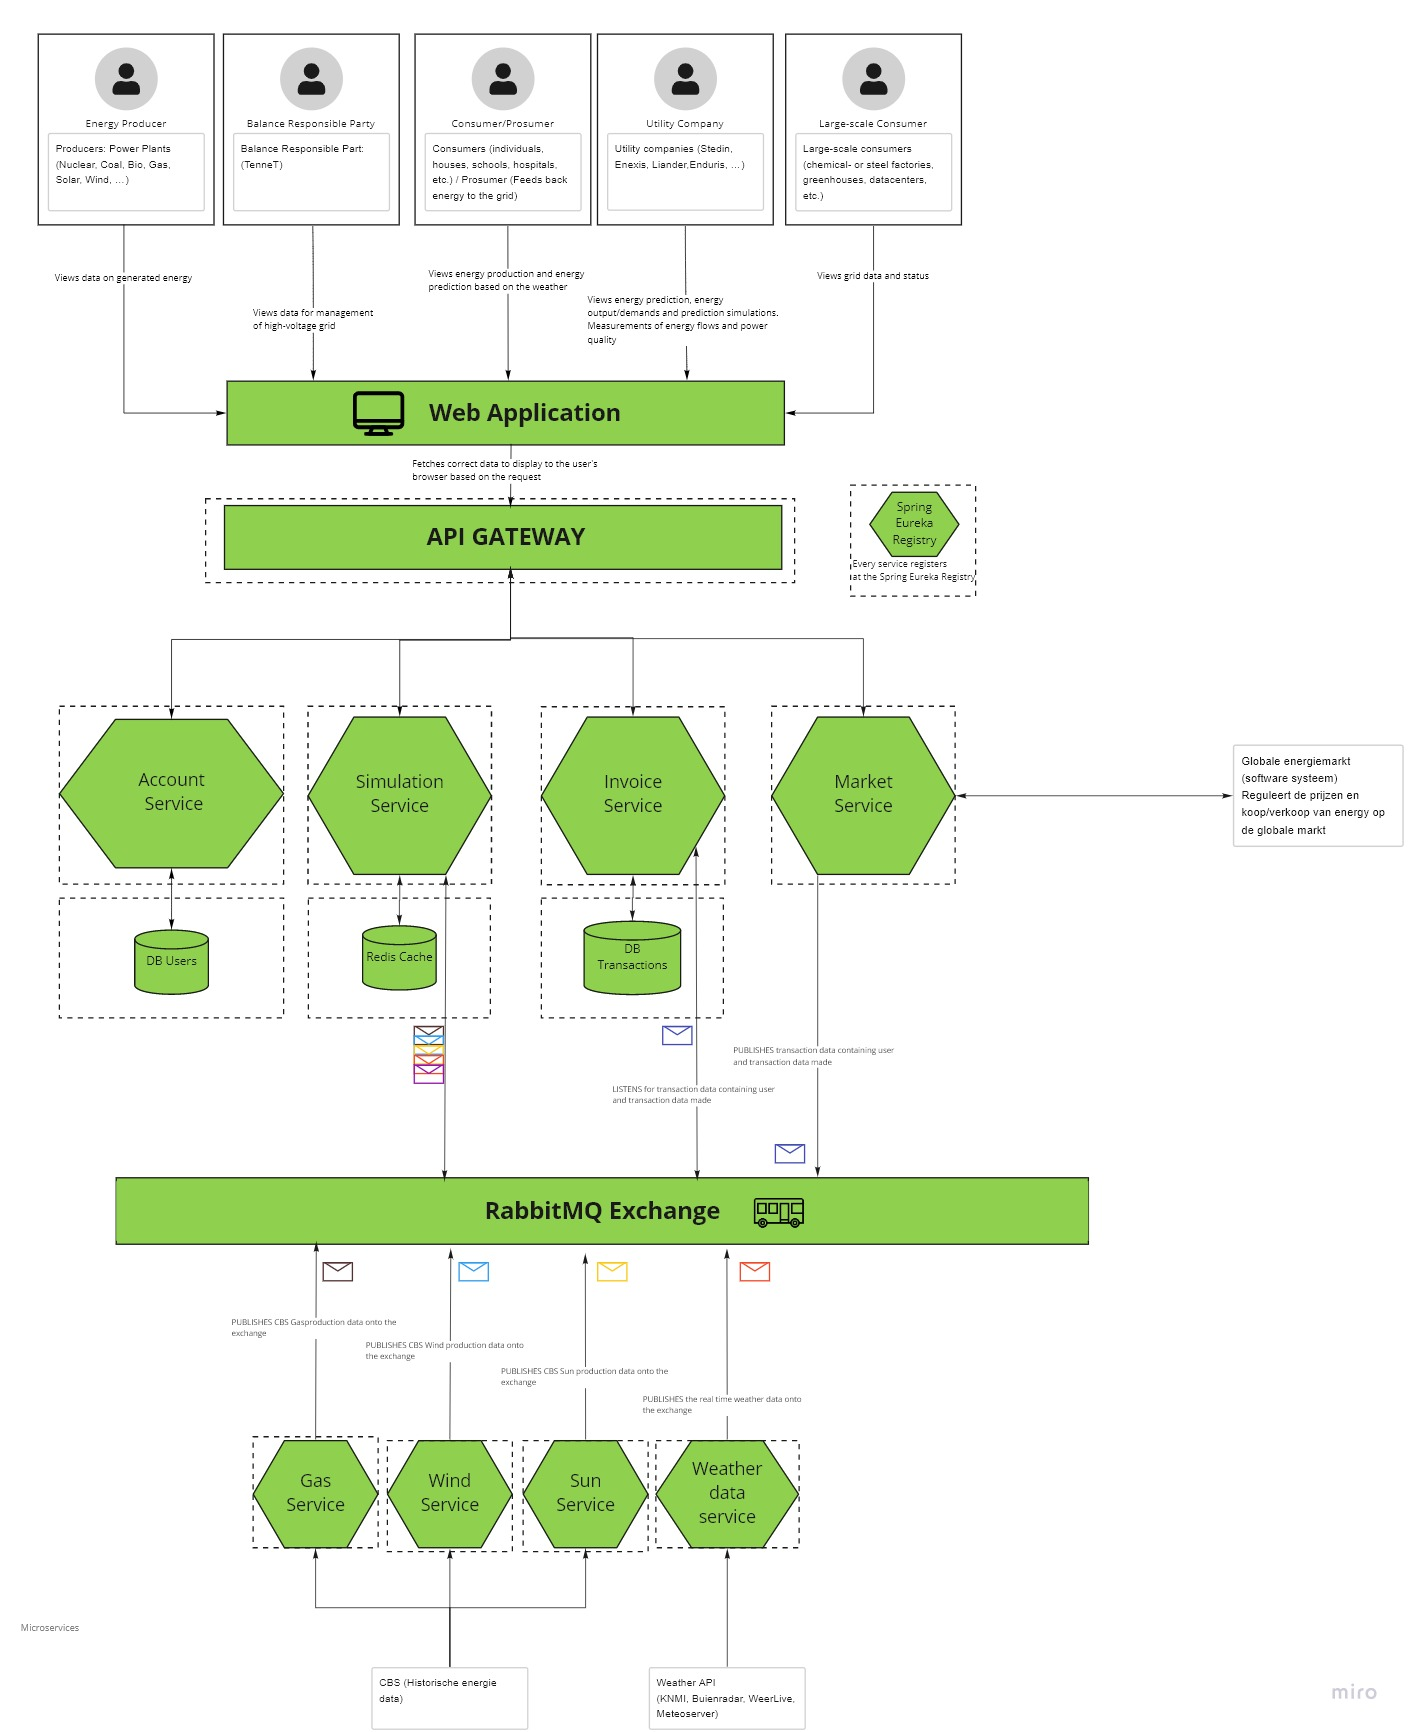 Energy Producer
Producers: Power Plants
(Nuclear, Coal, Bio, Gas,
Solar, Wind, ...)
Balance Responsible Party
Balance Responsible Part:
(TenneT)
Consumer/Prosumer
Consumers (individuals,
houses, schools, hospitals,
etc.) / Prosumer (Feeds back
energy to the grid)
Utility Company
Utility companies (Stedin,
Enexis, Liander,Enduris, ...)
Large-scale Consumer
Large-scale consumers
(chemical- or steel factories,
greenhouses, datacenters,
etc.)
Views data on generated energy
Views data for management
of high-voltage grid
Views energy production and energy
prediction based on the weather
Views energy prediction, energy
output/demands and prediction simulations.
Measurements of energy flows and power
quality
Views grid data and status
Web Application
Fetches correct data to display to the user's
browser based on the request
API GATEWAY
Spring
Eureka
Registry
Every service registers
at the Spring Eureka Registry
Account
Service
Simulation
Service
Invoice
Service
Market
Service
Globale energiemarkt
(software systeem)
Reguleert de prijzen en
koop/verkoop van energy op
de globale markt
DB Users
Redis Cache
DB
Transactions
PUBLISHES transaction data containing user
and transaction data made
LISTENS for transaction data containing user
and transaction data made
RabbitMQ Exchange
PUBLISHES CBS Gasproduction data onto the
exchange
PUBLISHES CBS Wind production data onto
the exchange
PUBLISHES CBS Sun production data onto the
exchange
PUBLISHES the real time weather data onto
the exchange
Gas
Service
Wind
Service
Sun
Service
Weather
data
service
Microservices
CBS (Historische energie
data)
Weather API
(KNMI, Buienradar, WeerLive,
Meteoserver)
miro